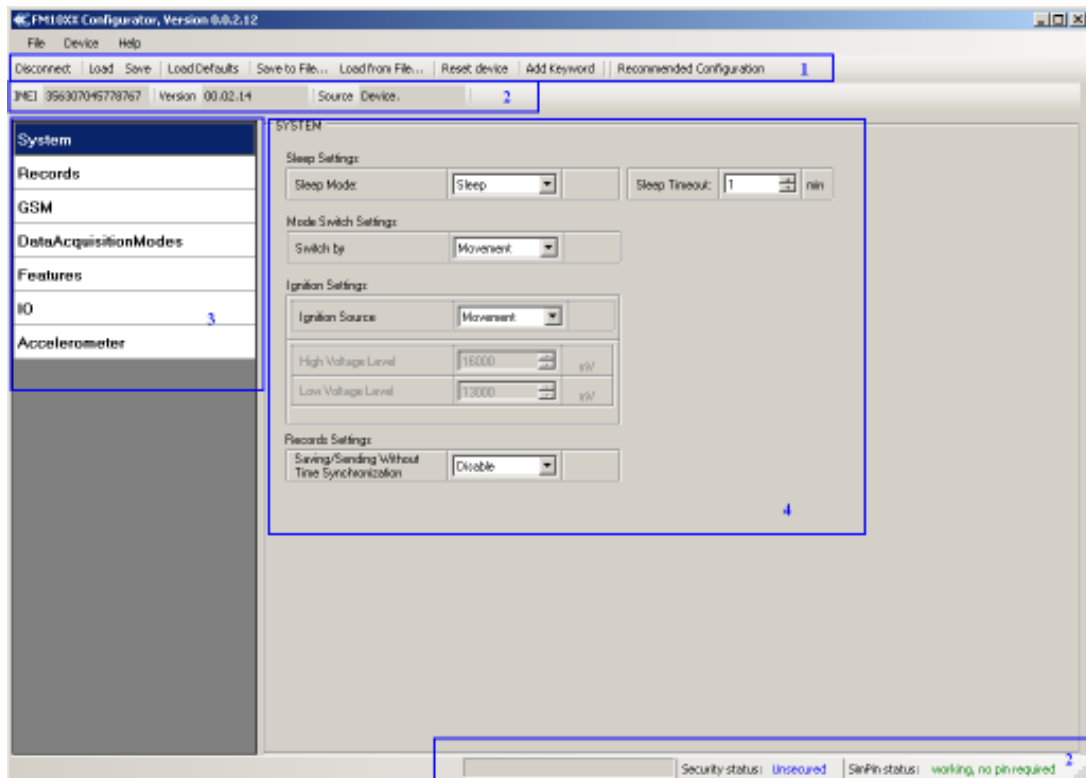 FM10XX Configurator, Version 0.0.2.12
File Device Help
Disconnect Load Save Load Defaults Save to File... Load from File... Reset device Add Keyword Recommended Configuration 1
IMEI 356307045778767 Version 00.02.14 Source Device. 2
System
Records
GSM
DataAcquisitionModes
Features
IO
3
Accelerometer
SYSTEM
Sleep Settings
Sleep Mode: Sleep Sleep Timeout: 1 min
Mode Switch Settings
Switch by Movement
Ignition Settings
Ignition Source Movement
High Voltage Level 16000 mV
Low Voltage Level 13000 mV
Records Settings
Saving/Sending Without
Time Synchronization Disable
4
Security status: Unsecured SimPin status: working, no pin required 2